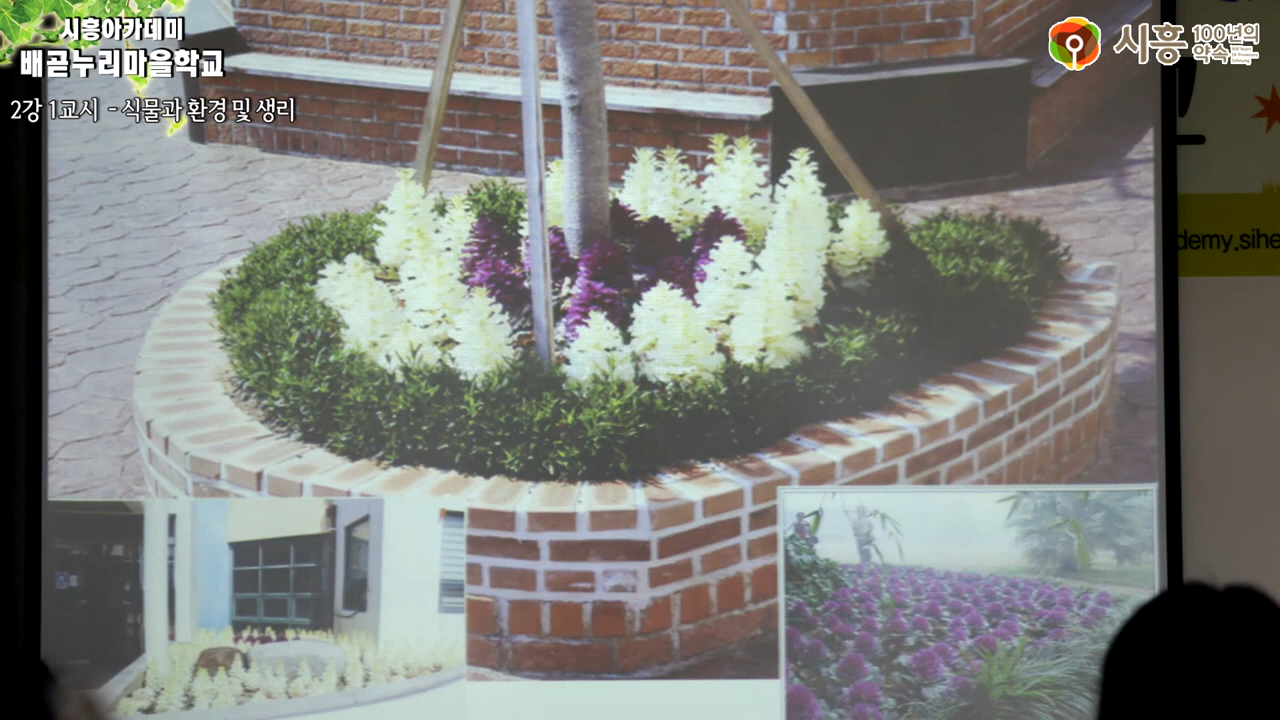 시흥아카데미
배곧누리마을학교
2강 1교시 - 식물과 환경 및 생리
시흥 100년의
약속
demy.sihe